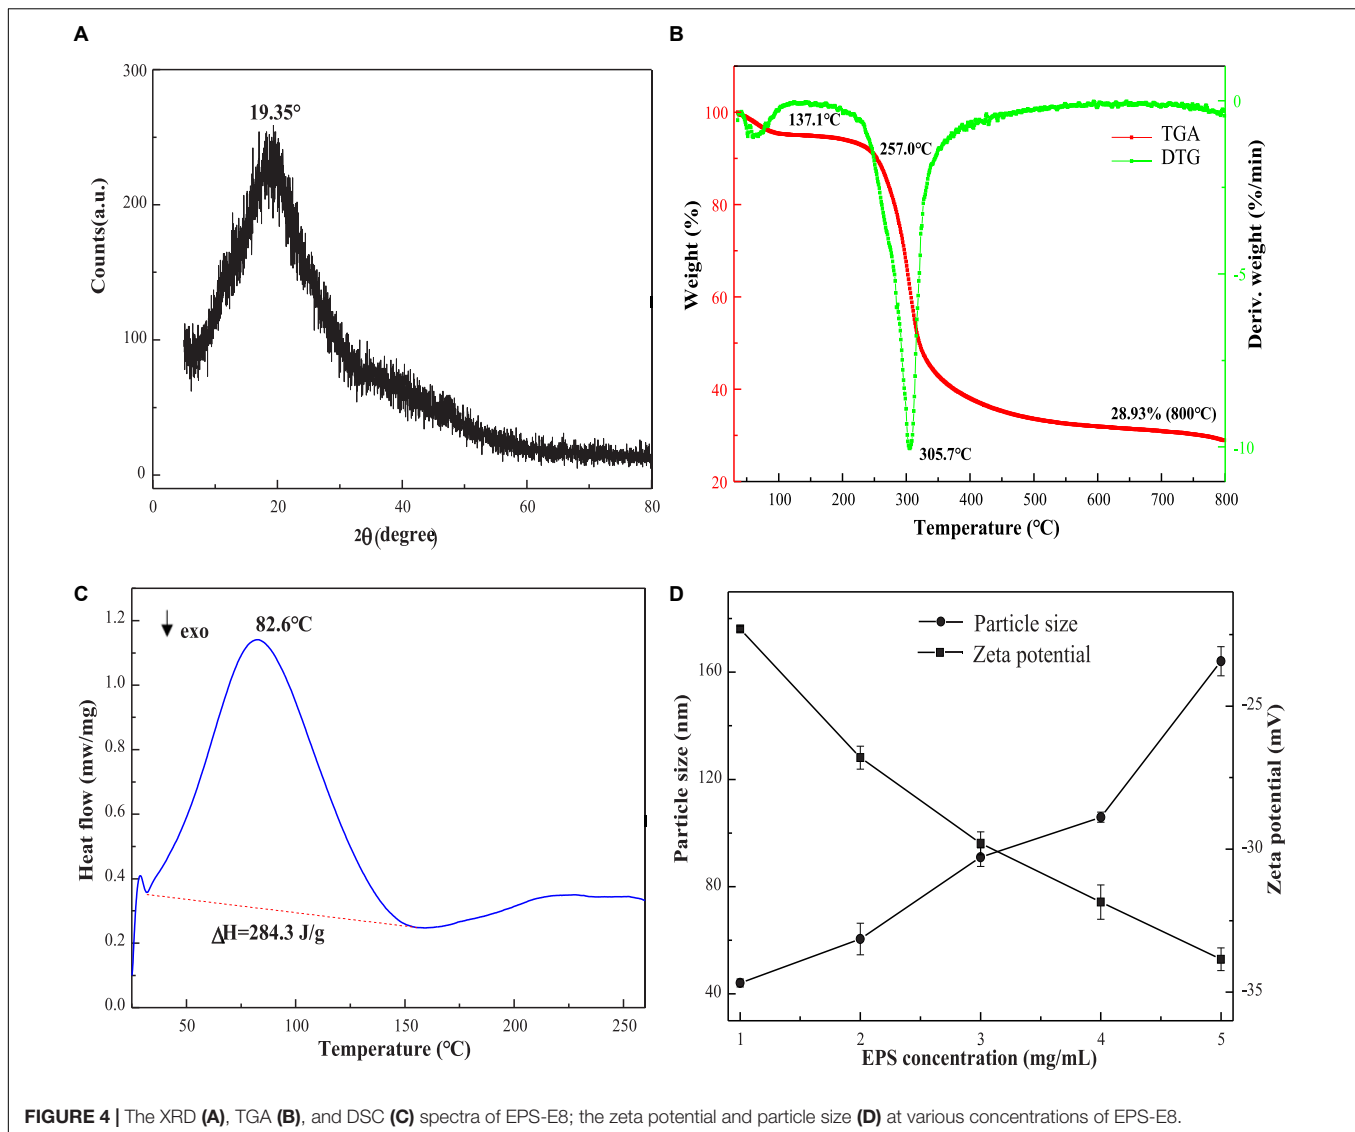 A
300
200
100
0
Counts(a.u.)
19.35°
0 20 40 60 80
2θ(degree)
B
100
80
60
40
20
Weight (%)
137.1℃
257.0℃
305.7℃
28.93% (800℃)
TGA
DTG
0
-5
-10
Deriv. weight (%/min)
100 200 300 400 500 600 700 800
Temperature (℃)
C
1.2
1.0
0.8
0.6
0.4
0.2
0.0
Heat flow (mw/mg)
exo
82.6℃
ΔH=284.3 J/g
50 100 150 200 250
Temperature (℃)
D
160
120
80
40
Particle size (nm)
Particle size
Zeta potential
-25
-30
-35
Zeta potential (mV)
1 2 3 4 5
EPS concentration (mg/mL)
FIGURE 4 | The XRD (A), TGA (B), and DSC (C) spectra of EPS-E8; the zeta potential and particle size (D) at various concentrations of EPS-E8.